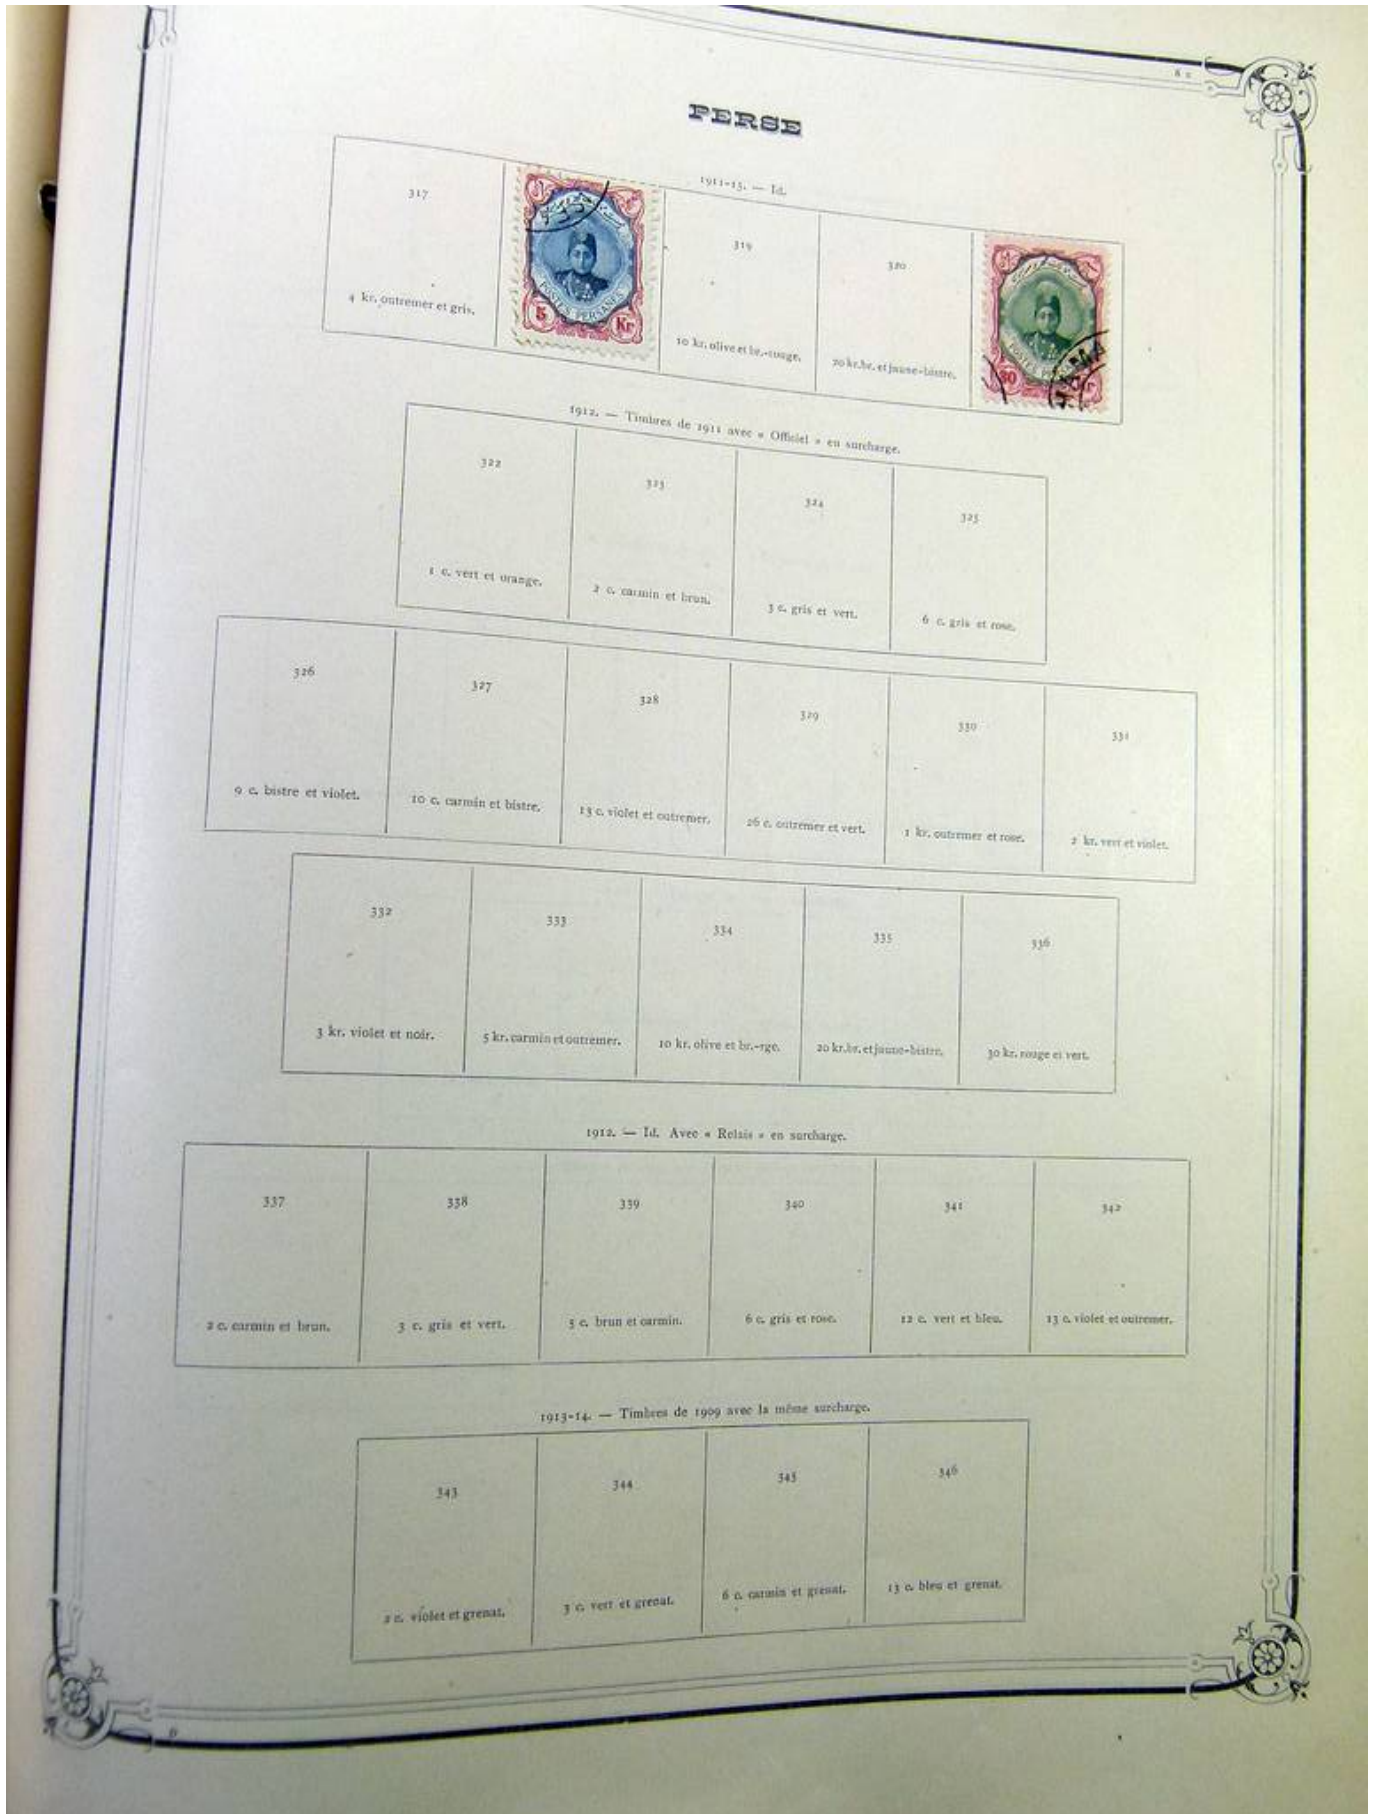 PERSE
1911-13. — Id.
317
4 kr. outremer et gris.
POSTES PERSANES
5 Kr
319
10 kr. olive et br.-rouge.
320
20 kr.br. et jaune-bistre.
POSTES PERSANES
30 Kr
1912. — Timbres de 1911 avec « Officiel » en surcharge.
322
1 c. vert et orange.
323
2 c. carmin et brun.
324
3 c. gris et vert.
325
6 c. gris et rose.
326
9 c. bistre et violet.
327
10 c. carmin et bistre.
328
13 c. violet et outremer.
329
26 c. outremer et vert.
330
1 kr. outremer et rose.
331
2 kr. vert et violet.
332
3 kr. violet et noir.
333
5 kr. carmin et outremer.
334
10 kr. olive et br.-rge.
335
20 kr.br. et jaune-bistre.
336
30 kr. rouge et vert.
1912. — Id. Avec « Relais » en surcharge.
337
2 c. carmin et brun.
338
3 c. gris et vert.
339
5 c. brun et carmin.
340
6 c. gris et rose.
341
12 c. vert et bleu.
342
13 c. violet et outremer.
1913-14. — Timbres de 1909 avec la même surcharge.
343
2 c. violet et grenat.
344
3 c. vert et grenat.
345
6 c. carmin et grenat.
346
13 c. bleu et grenat.